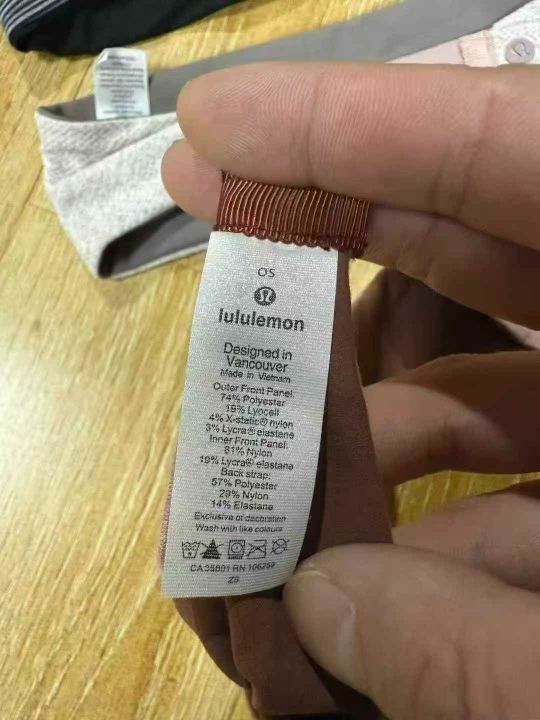 OS
lululemon
Designed in
Vancouver
Made in Vietnam
Outer Front Panel:
74% Polyester
19% Lyocell
4% X-static® nylon
3% Lycra® elastane
Inner Front Panel:
81% Nylon
19% Lycra® elastane
Back strap:
57% Polyester
29% Nylon
14% Elastane
Exclusive of decoration
Wash with like colours
CA 35801 RN 106259